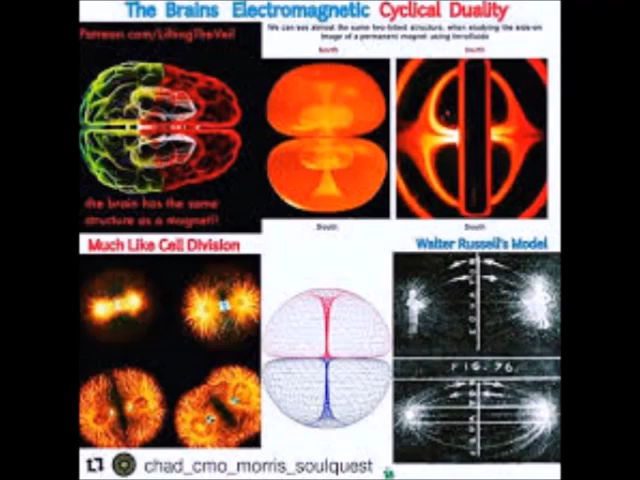 The Brains Electromagnetic Cyclical Duality
Patreon.com/LiftingTheVeil
We can see almost the same two-lobed structure, when studying the side-on
image of a permanent magnet using ferrofluids
South
South
the brain has the same
structure as a magnet!!
South
South
Much Like Cell Division
Walter Russell's Model
FIG. 76.
chad_cmo_morris_soulquest